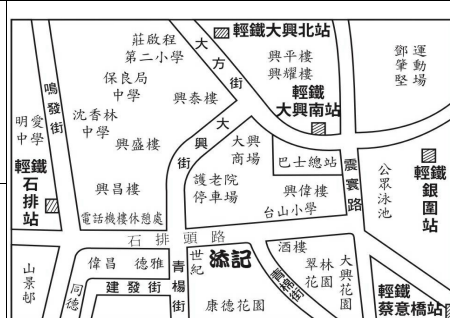 莊啟程
第二小學
大方街
輕鐵大興北站
鄧肇堅
運動場
興平樓
興耀樓
保良局
中學
鳴發街
興泰樓
輕鐵
大興南站
沈香林
中學
明愛
中學
大興街
大興
商場
興盛樓
巴士總站
震寰路
輕鐵
石排站
公眾泳池
輕鐵
銀圍站
護老院
停車場
興昌樓
興偉樓
台山小學
電話機樓休憩處
石排頭路
山景邨
偉昌
德雅
青楊街
世紀
添記
酒樓
翠林
花園
大興花園
青棉街
同德
建發街
康德花園
輕鐵
蔡意橋站